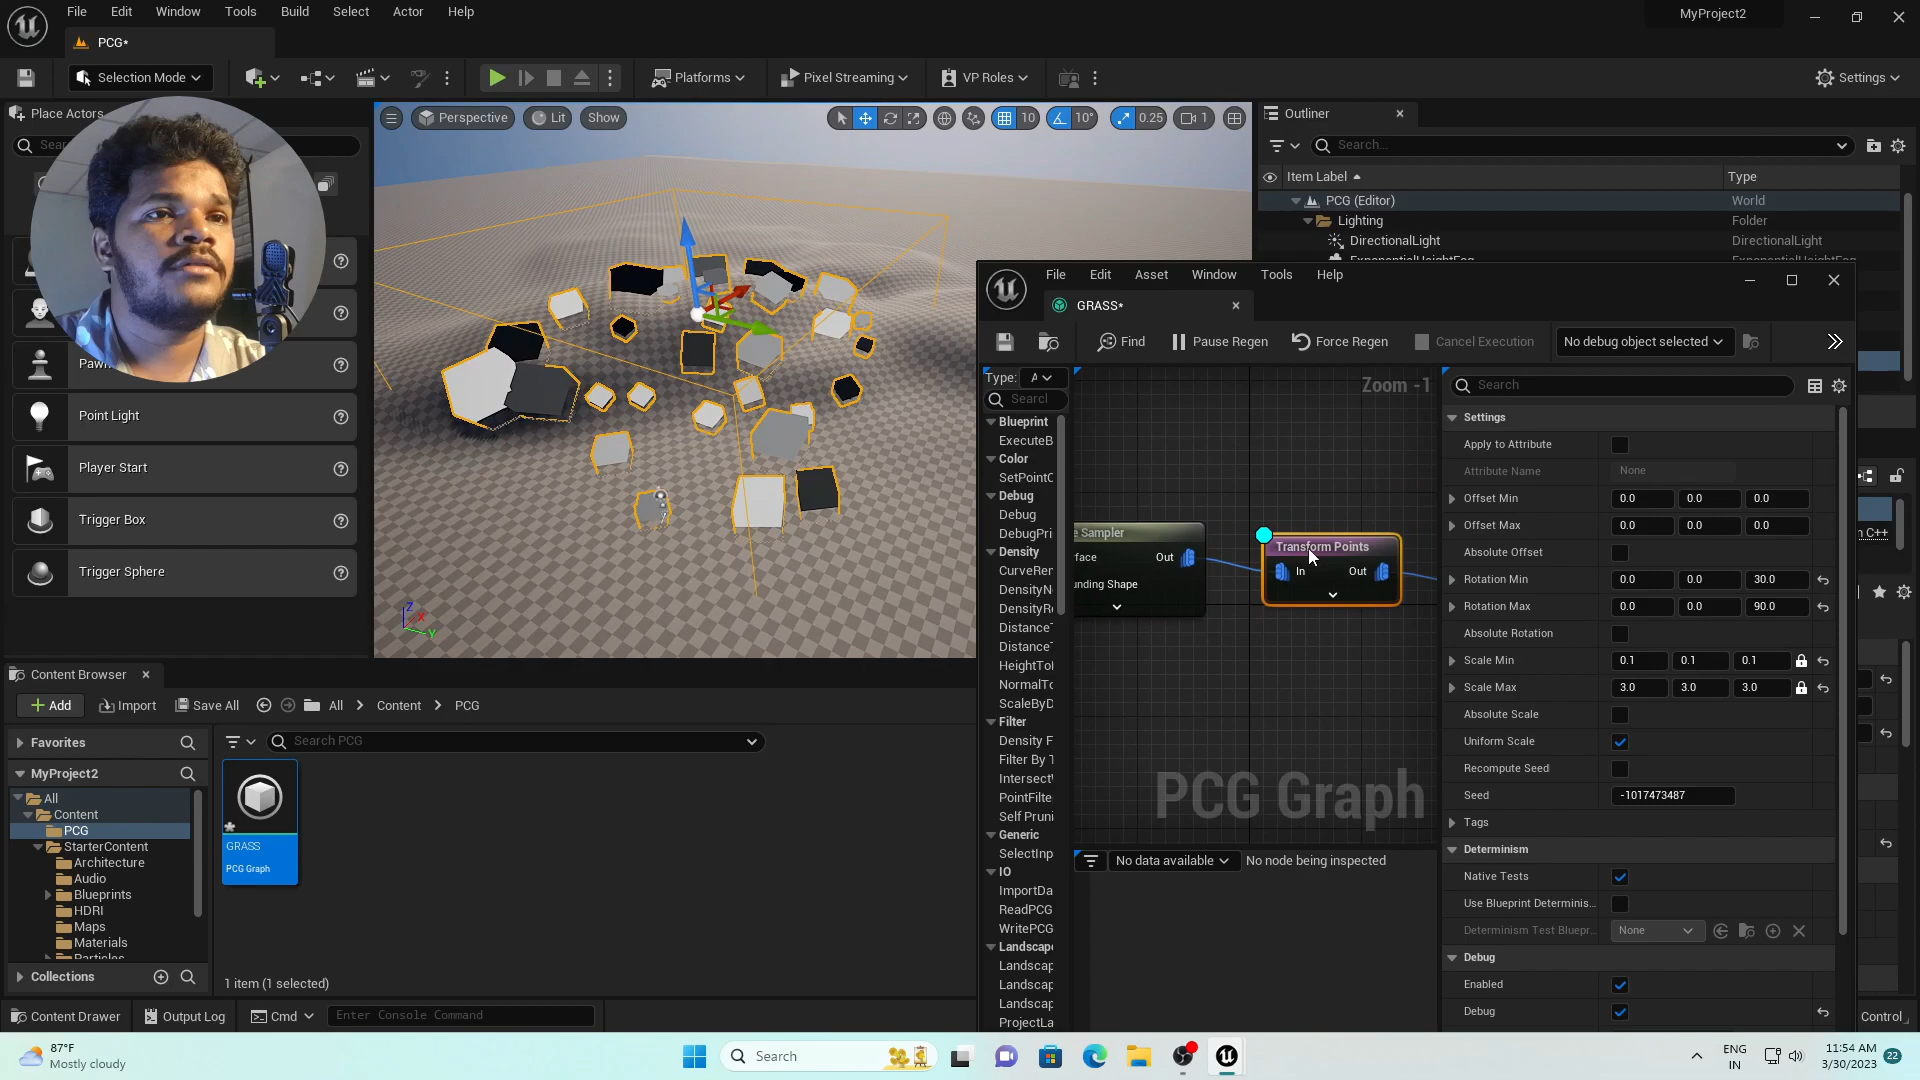 File Edit Window Tools Build Select Actor Help
MyProject2
PCG*
Selection Mode
Platforms
Pixel Streaming
VP Roles
Settings
Place Actors
Perspective
Lit
Show
10
10°
0.25
1
Outliner
Search...
Item Label
Type
PCG (Editor)
World
Lighting
Folder
DirectionalLight
DirectionalLight
Point Light
Player Start
Trigger Box
Trigger Sphere
Z
X
Y
File Edit Asset Window Tools Help
GRASS*
Find
Pause Regen
Force Regen
Cancel Execution
No debug object selected
Type:
Zoom -1
Search
Blueprint
Color
Debug
Debug
Density
Filter
Self Pruni
Generic
IO
e Sampler
Out
unding Shape
Transform Points
In
Out
PCG Graph
No data available
No node being inspected
Settings
Apply to Attribute
Attribute Name
None
Offset Min
0.0 0.0 0.0
Offset Max
0.0 0.0 0.0
Absolute Offset
Rotation Min
0.0 0.0 30.0
Rotation Max
0.0 0.0 90.0
Absolute Rotation
Scale Min
0.1 0.1 0.1
Scale Max
3.0 3.0 3.0
Absolute Scale
Uniform Scale
Recompute Seed
Seed
-1017473487
Tags
Determinism
Native Tests
Use Blueprint Determinis...
Determinism Test Bluepr...
None
Debug
Enabled
Debug
n C++
Control
Content Browser
Add
Import
Save All
All
Content
PCG
Favorites
Search PCG
MyProject2
All
Content
PCG
StarterContent
Architecture
Audio
Blueprints
HDRI
Maps
Materials
Collections
GRASS
PCG Graph
1 item (1 selected)
Content Drawer
Output Log
Cmd
Enter Console Command
87°F
Mostly cloudy
Search
ENG
IN
11:54 AM
3/30/2023
22